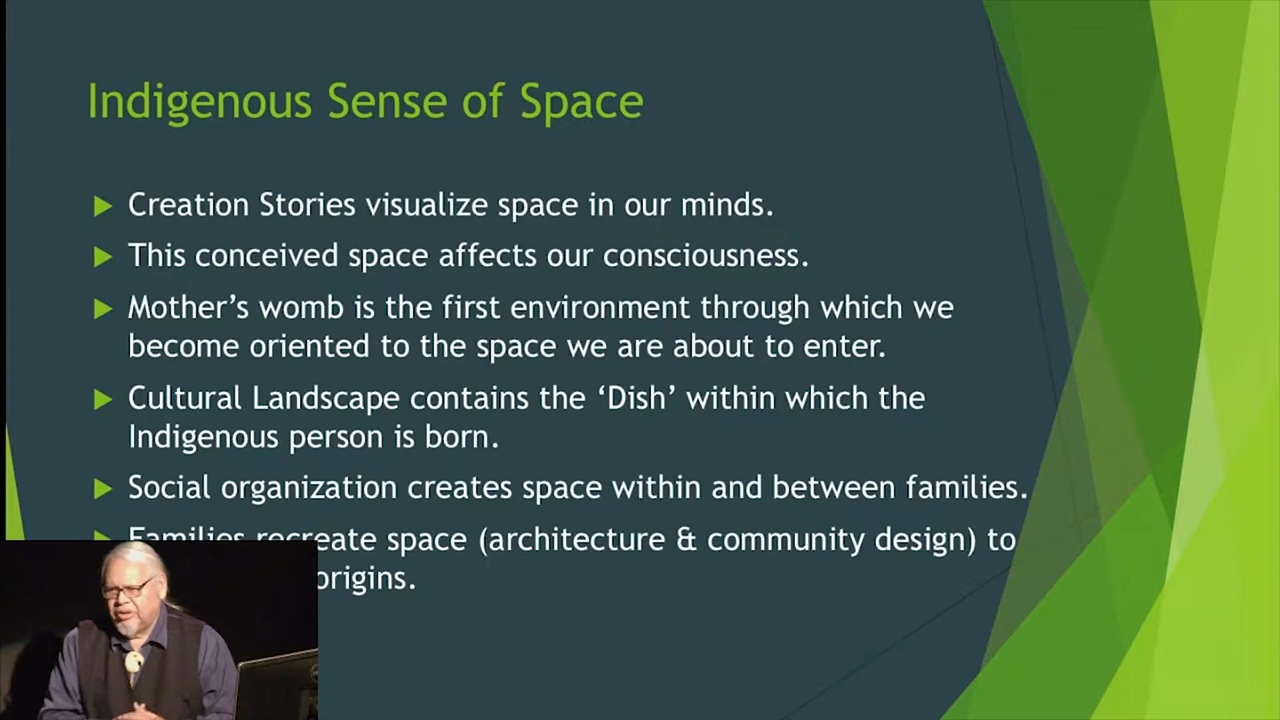 Indigenous Sense of Space
Creation Stories visualize space in our minds.
This conceived space affects our consciousness.
Mother’s womb is the first environment through which we
become oriented to the space we are about to enter.
Cultural Landscape contains the ‘Dish’ within which the
Indigenous person is born.
Social organization creates space within and between families.
Families recreate space (architecture & community design) to
origins.